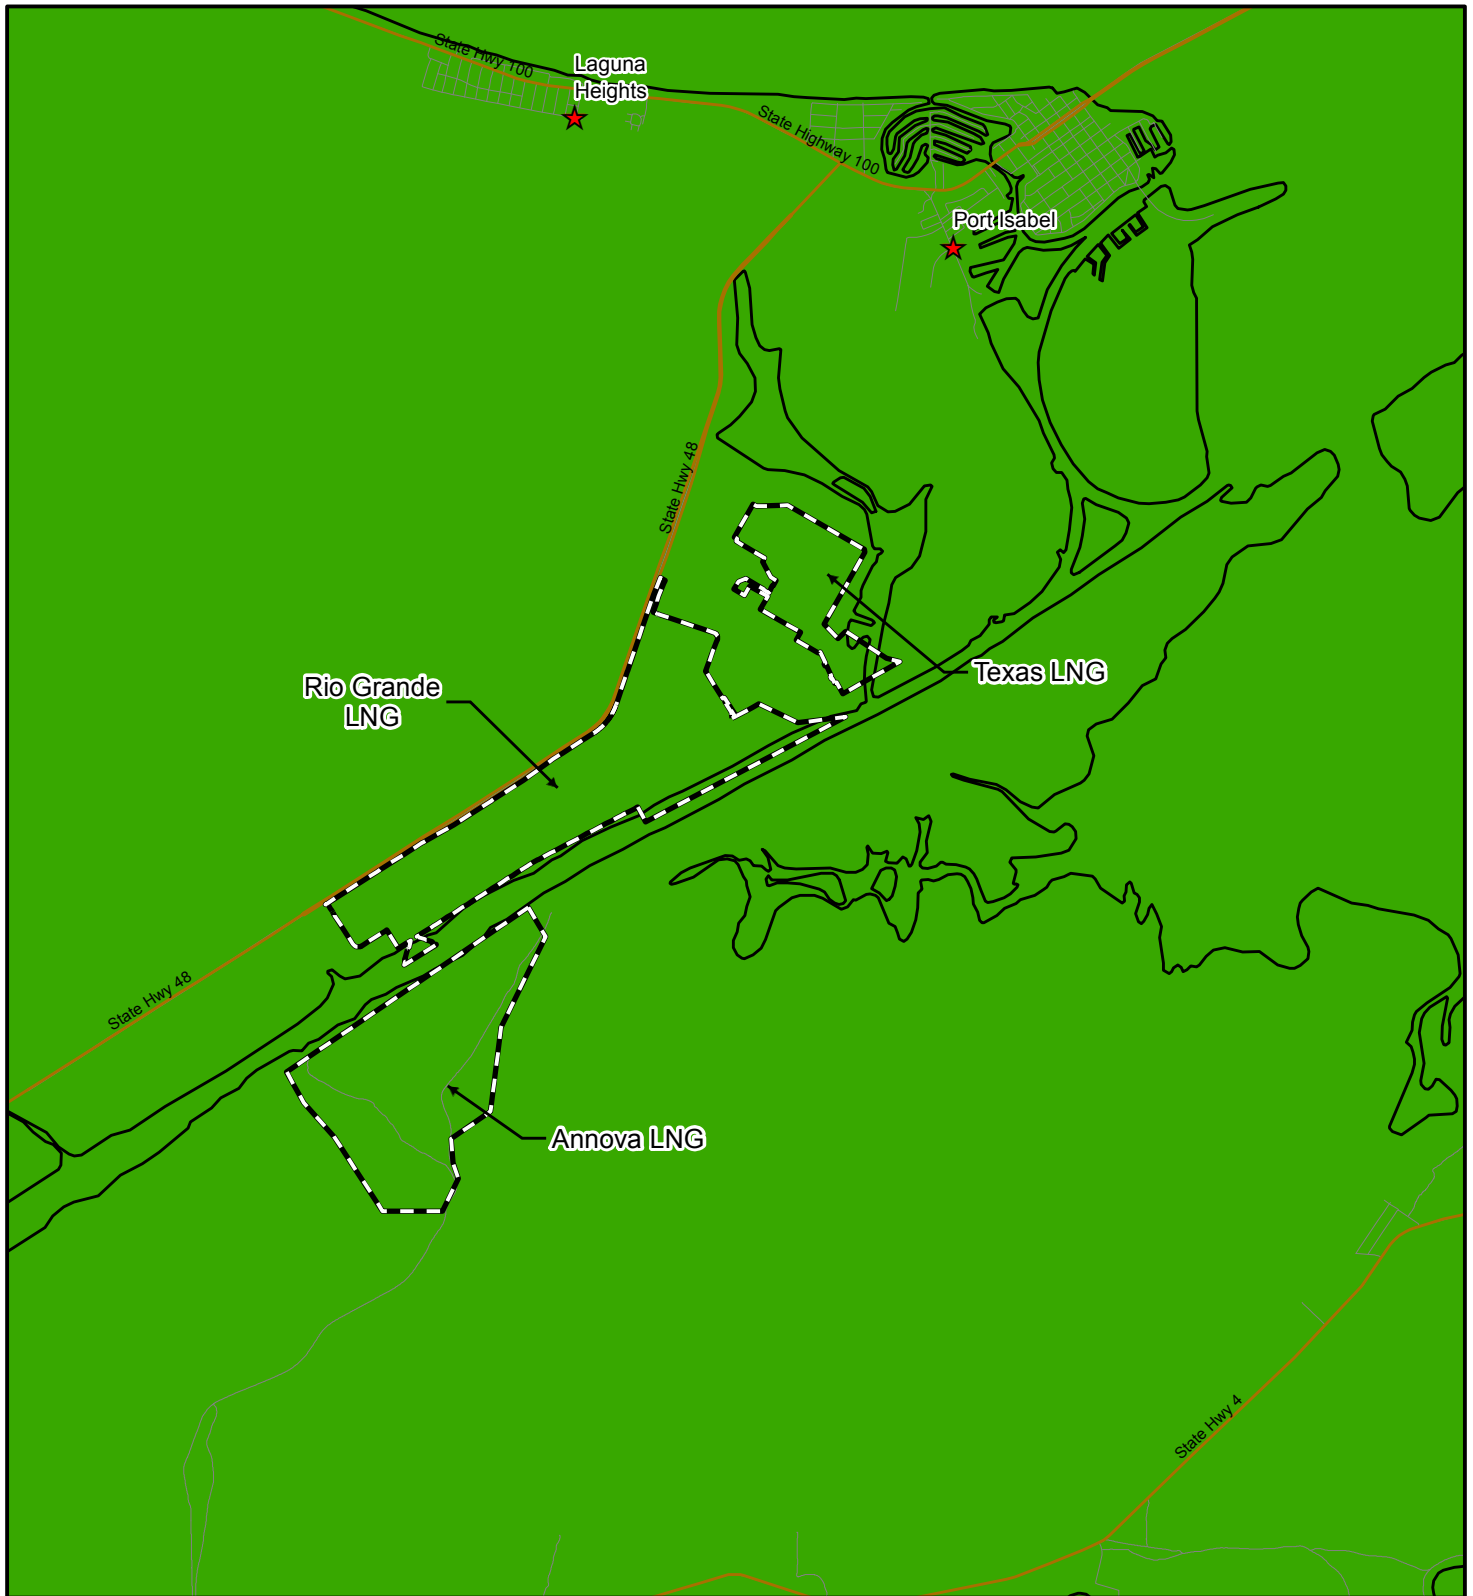 State Hwy 100
Laguna
Heights
State Highway 100
Port Isabel
State Hwy 48
Texas LNG
Rio Grande
LNG
State Hwy 48
Annova LNG
State Hwy 4